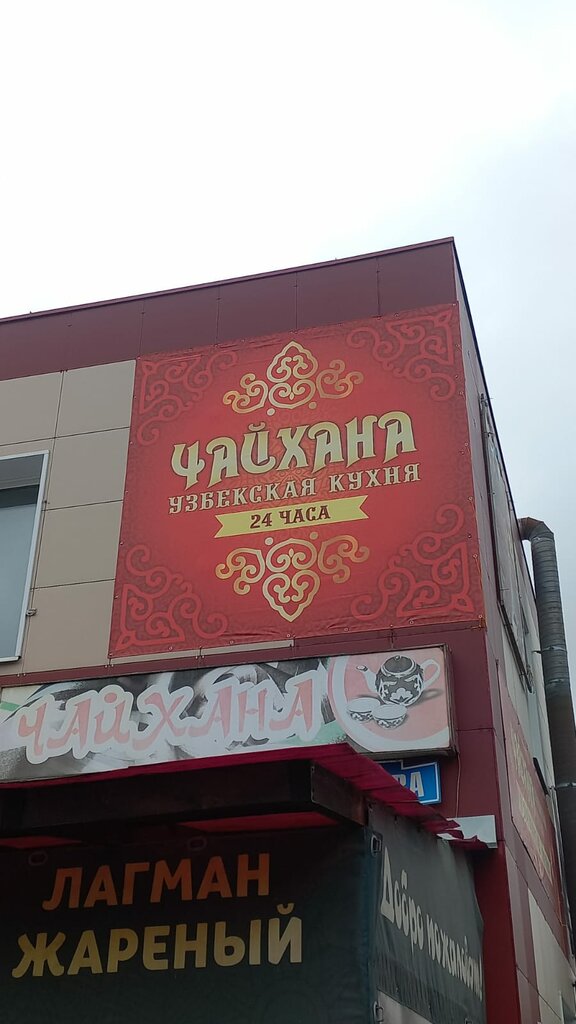 ЧАЙХАНА
УЗБЕКСКАЯ КУХНЯ
24 ЧАСА
ЧАЙХАНА
ЛАГМАН
ЖАРЕНЫЙ
Добро пожаловать